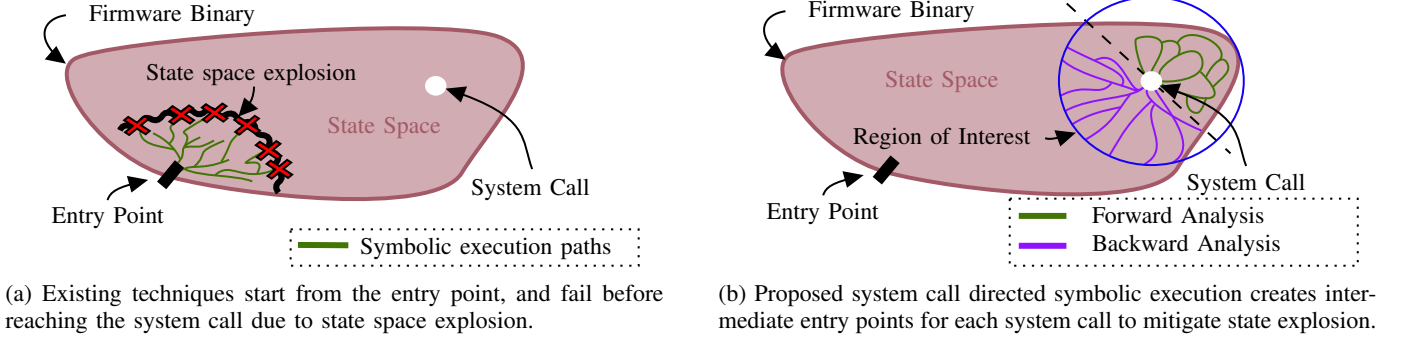 Firmware Binary
State space explosion
State Space
System Call
Entry Point
Symbolic execution paths
(a) Existing techniques start from the entry point, and fail before
reaching the system call due to state space explosion.
Firmware Binary
State Space
Region of Interest
System Call
Entry Point
Forward Analysis
Backward Analysis
(b) Proposed system call directed symbolic execution creates inter-
mediate entry points for each system call to mitigate state explosion.